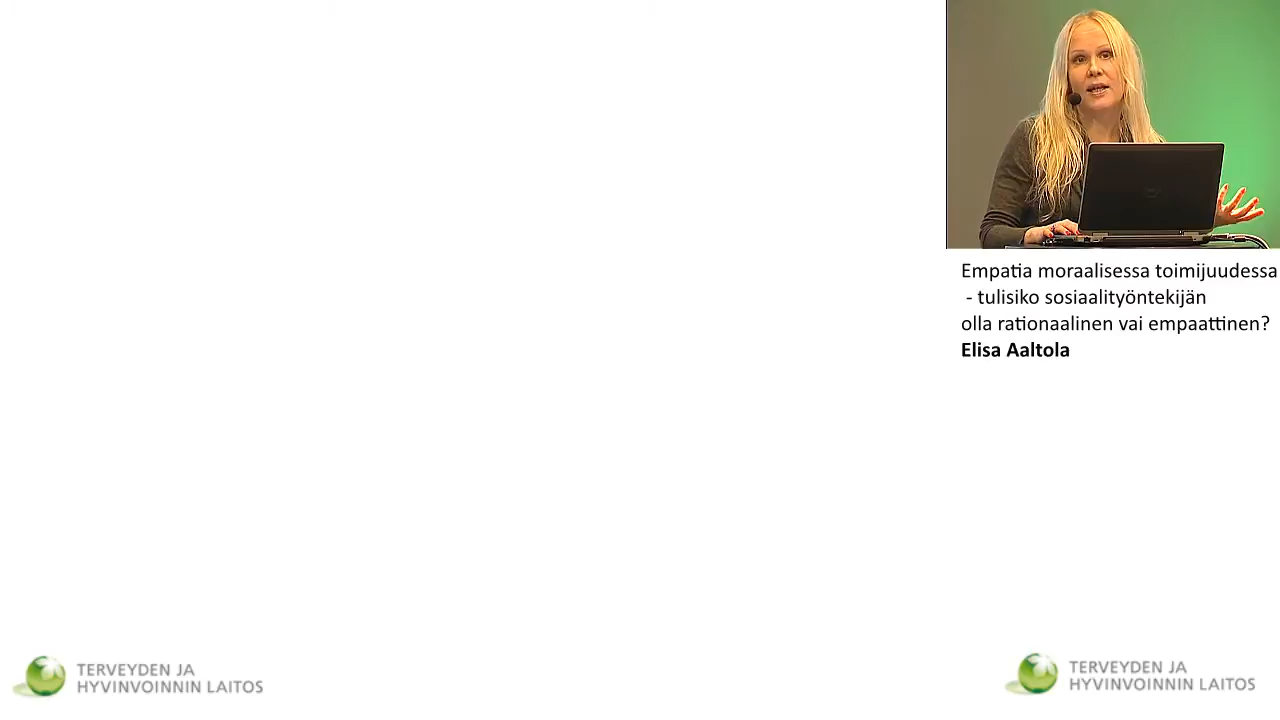 Empatia moraalisessa toimijuudessa
- tulisiko sosiaalityöntekijän
olla rationaalinen vai empaattinen?
Elisa Aaltola
TERVEYDEN JA
HYVINVOINNIN LAITOS
TERVEYDEN JA
HYVINVOINNIN LAITOS